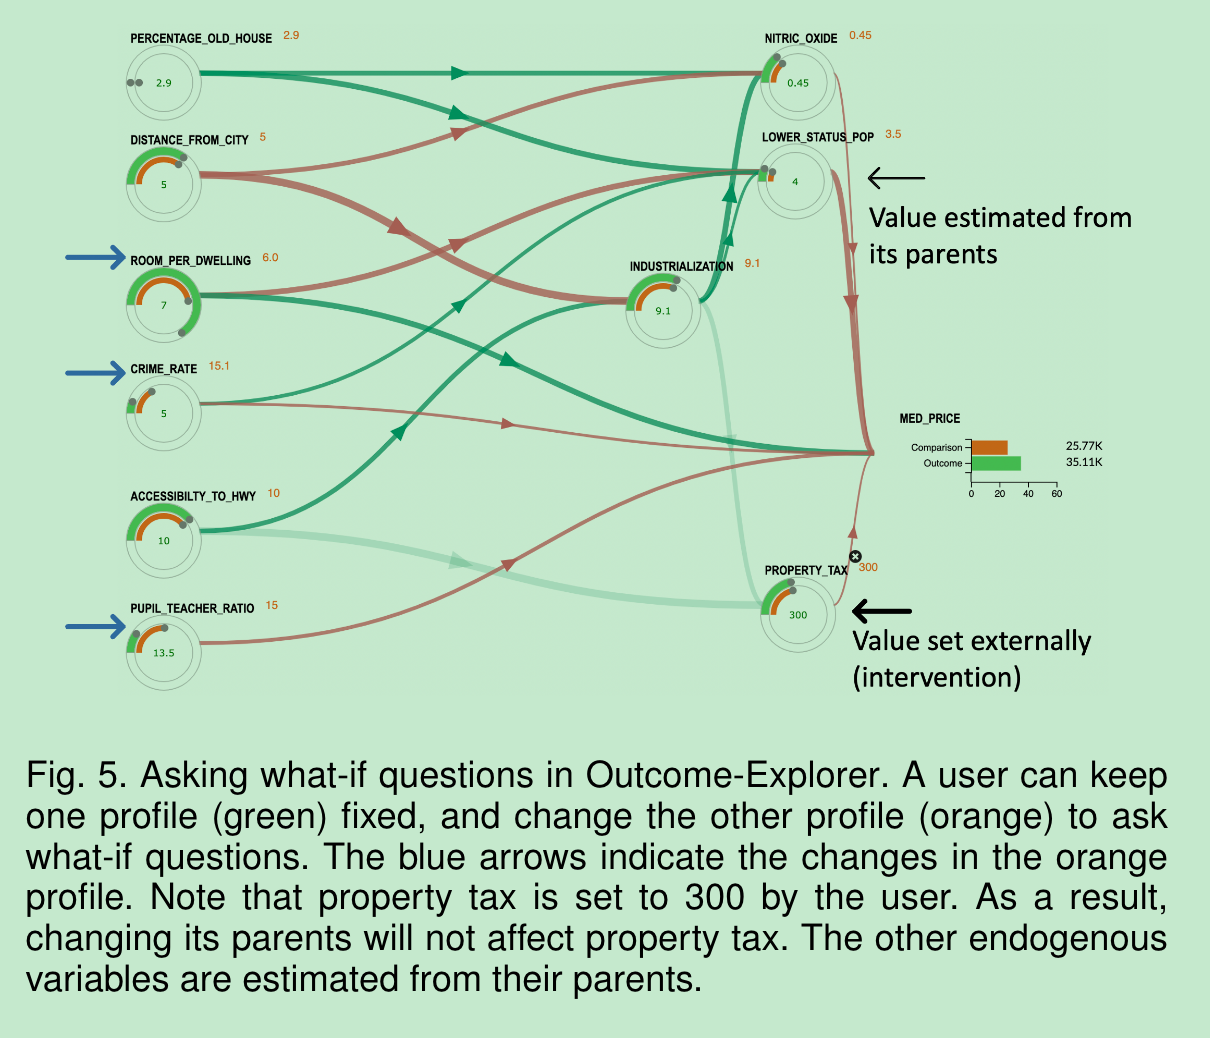 PERCENTAGE_OLD_HOUSE 2.9
2.9
NITRIC_OXIDE 0.45
0.45
DISTANCE_FROM_CITY 5
5
LOWER_STATUS_POP 3.5
4
Value estimated from
its parents
ROOM_PER_DWELLING 6.0
7
INDUSTRIALIZATION 9.1
9.1
CRIME_RATE 15.1
5
MED_PRICE
Comparison 25.77K
Outcome 35.11K
0 20 40 60
ACCESSIBILTY_TO_HWY 10
10
PROPERTY_TAX 300
300
PUPIL_TEACHER_RATIO 15
13.5
Value set externally
(intervention)
Fig. 5. Asking what-if questions in Outcome-Explorer. A user can keep
one profile (green) fixed, and change the other profile (orange) to ask
what-if questions. The blue arrows indicate the changes in the orange
profile. Note that property tax is set to 300 by the user. As a result,
changing its parents will not affect property tax. The other endogenous
variables are estimated from their parents.